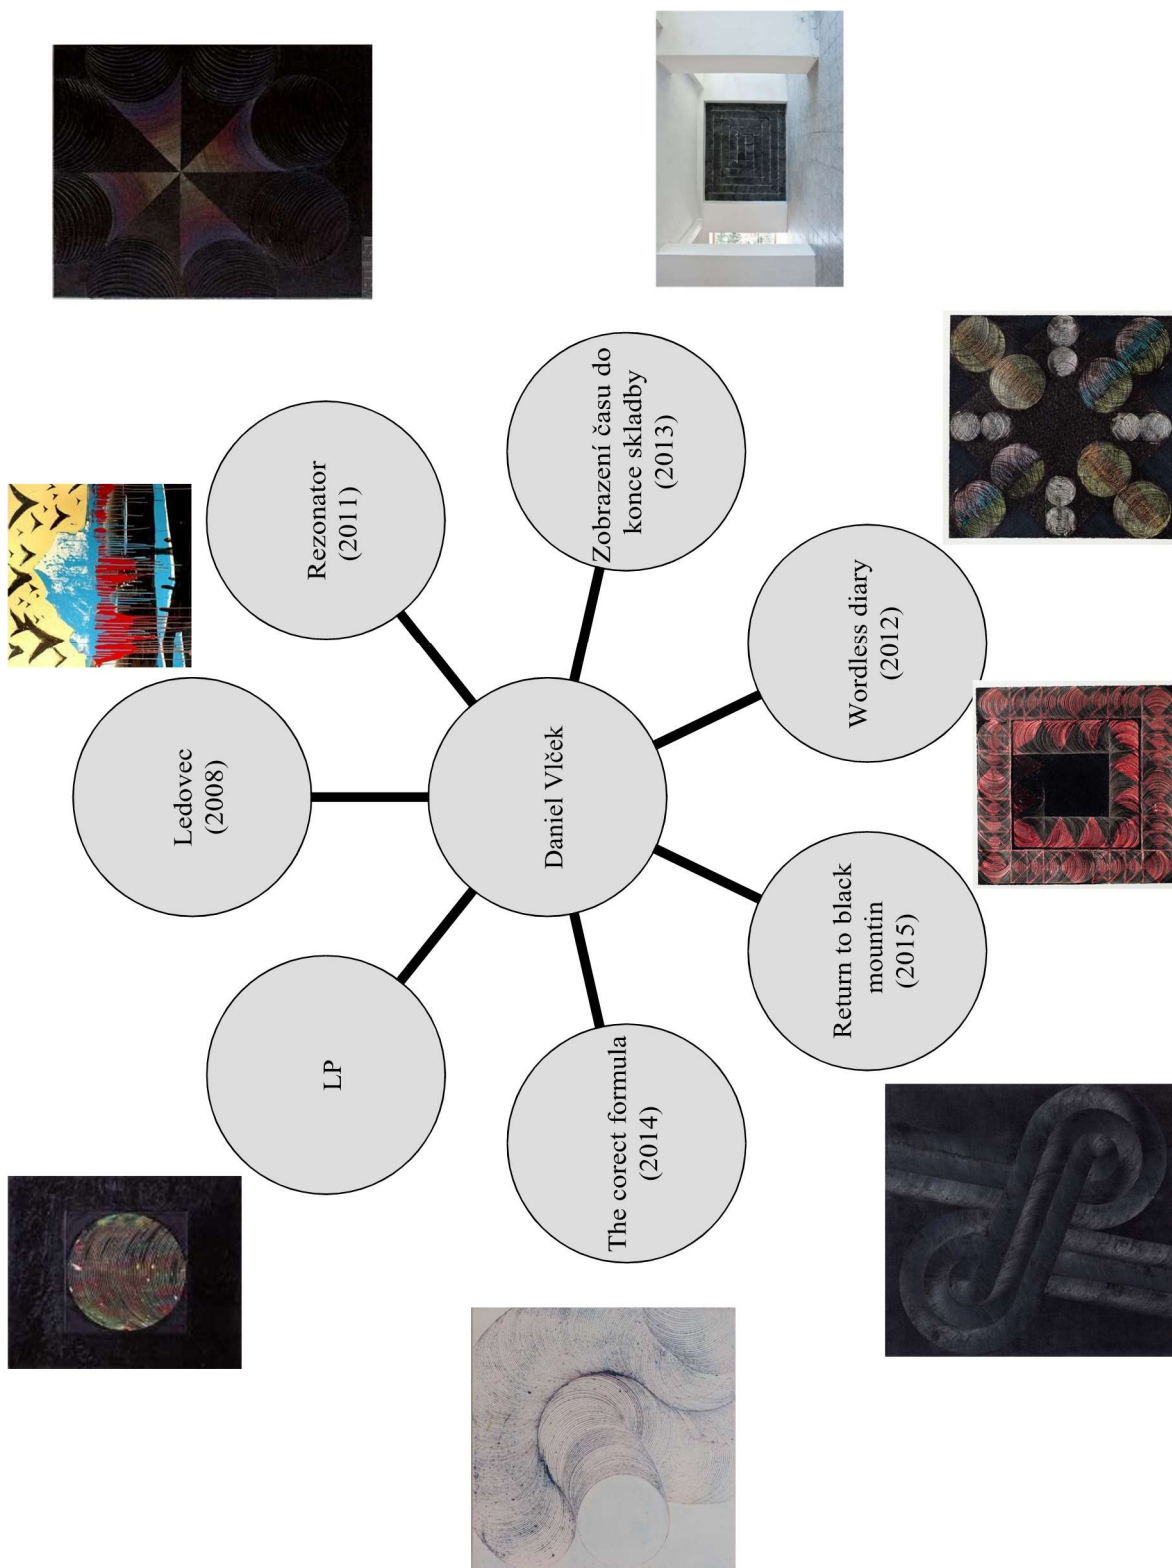 Daniel Vlček
Ledovec
(2008)
Rezonator
(2011)
Zobrazení času do
konce skladby
(2013)
Wordless diary
(2012)
Return to black
mountin
(2015)
The corect formula
(2014)
LP